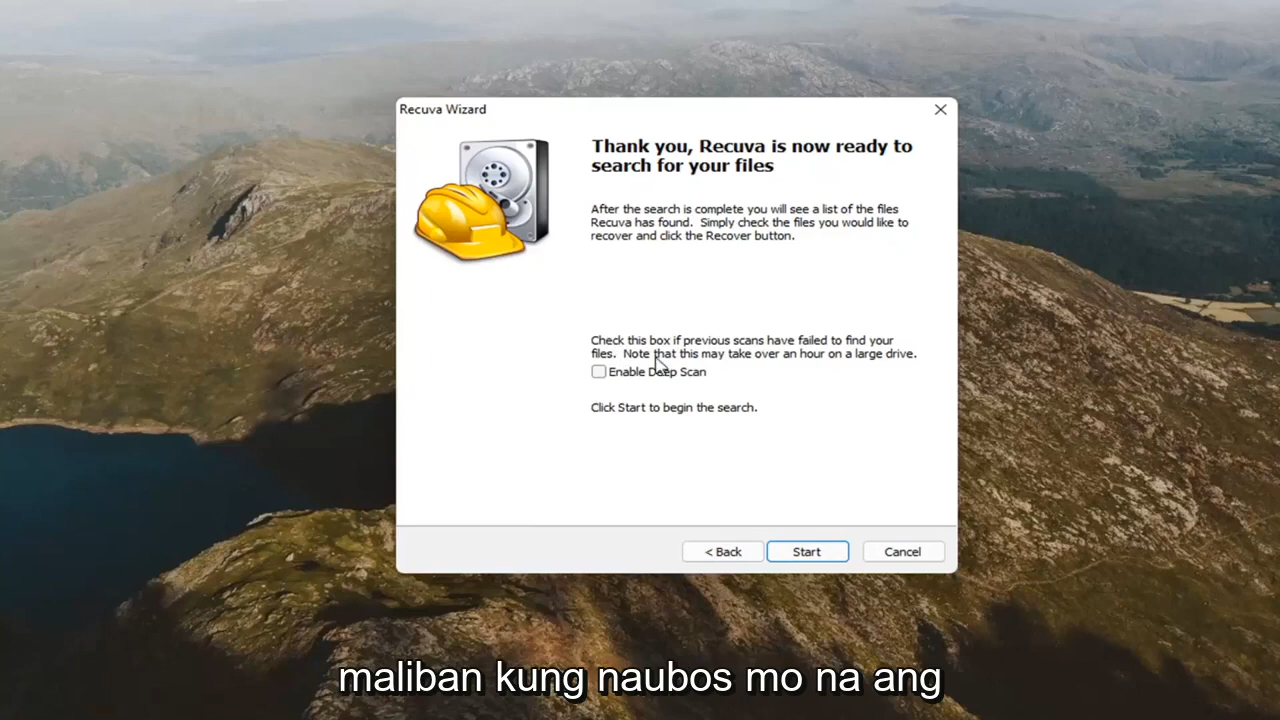 Recuva Wizard
Thank you, Recuva is now ready to
search for your files
After the search is complete you will see a list of the files
Recuva has found. Simply check the files you would like to
recover and click the Recover button.
Check this box if previous scans have failed to find your
files. Note that this may take over an hour on a large drive.
Enable Deep Scan
Click Start to begin the search.
< Back
Start
Cancel
maliban kung naubos mo na ang